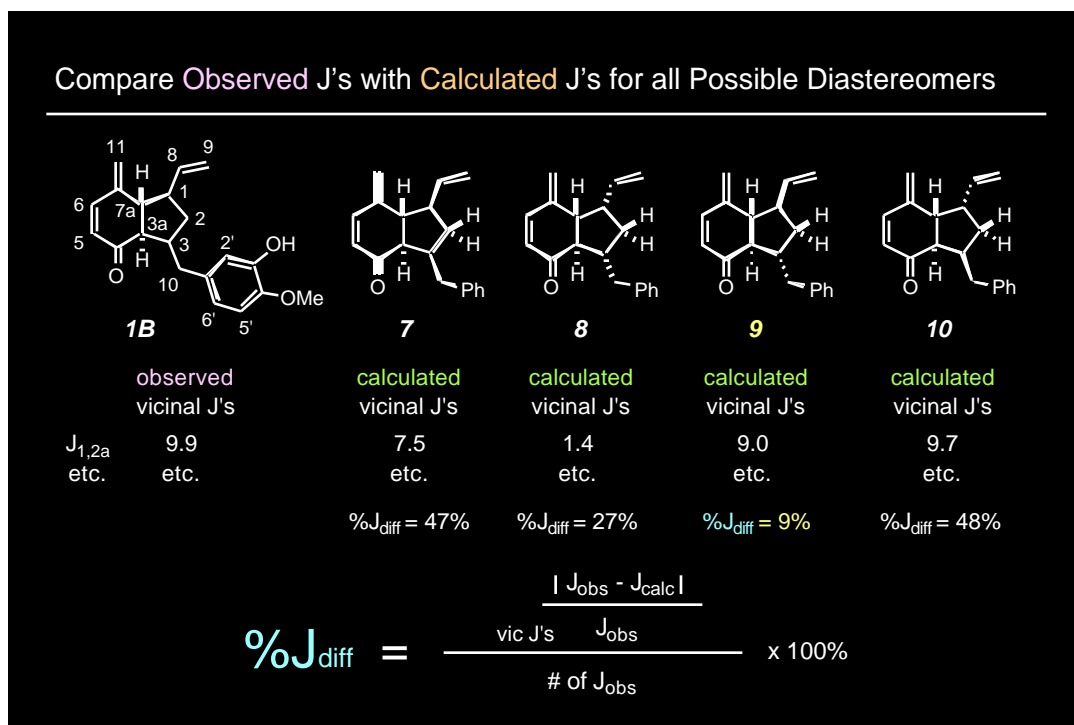 Compare Observed J's with Calculated J's for all Possible Diastereomers
11
8
9
H
1
6
7a
2
3a
5
3
2'
OH
H
O
10
OMe
6'
5'
1B
H
H
H
H
O
Ph
7
H
H
H
H
O
Ph
8
H
H
H
H
O
Ph
9
H
H
H
H
O
Ph
10
observed calculated calculated calculated calculated
vicinal J's vicinal J's vicinal J's vicinal J's vicinal J's
J1,2a 9.9 7.5 1.4 9.0 9.7
etc. etc. etc. etc. etc. etc.
%Jdiff = 47% %Jdiff = 27% %Jdiff = 9% %Jdiff = 48%
| Jobs - Jcalc |
vic J's Jobs
%Jdiff = x 100%
# of Jobs